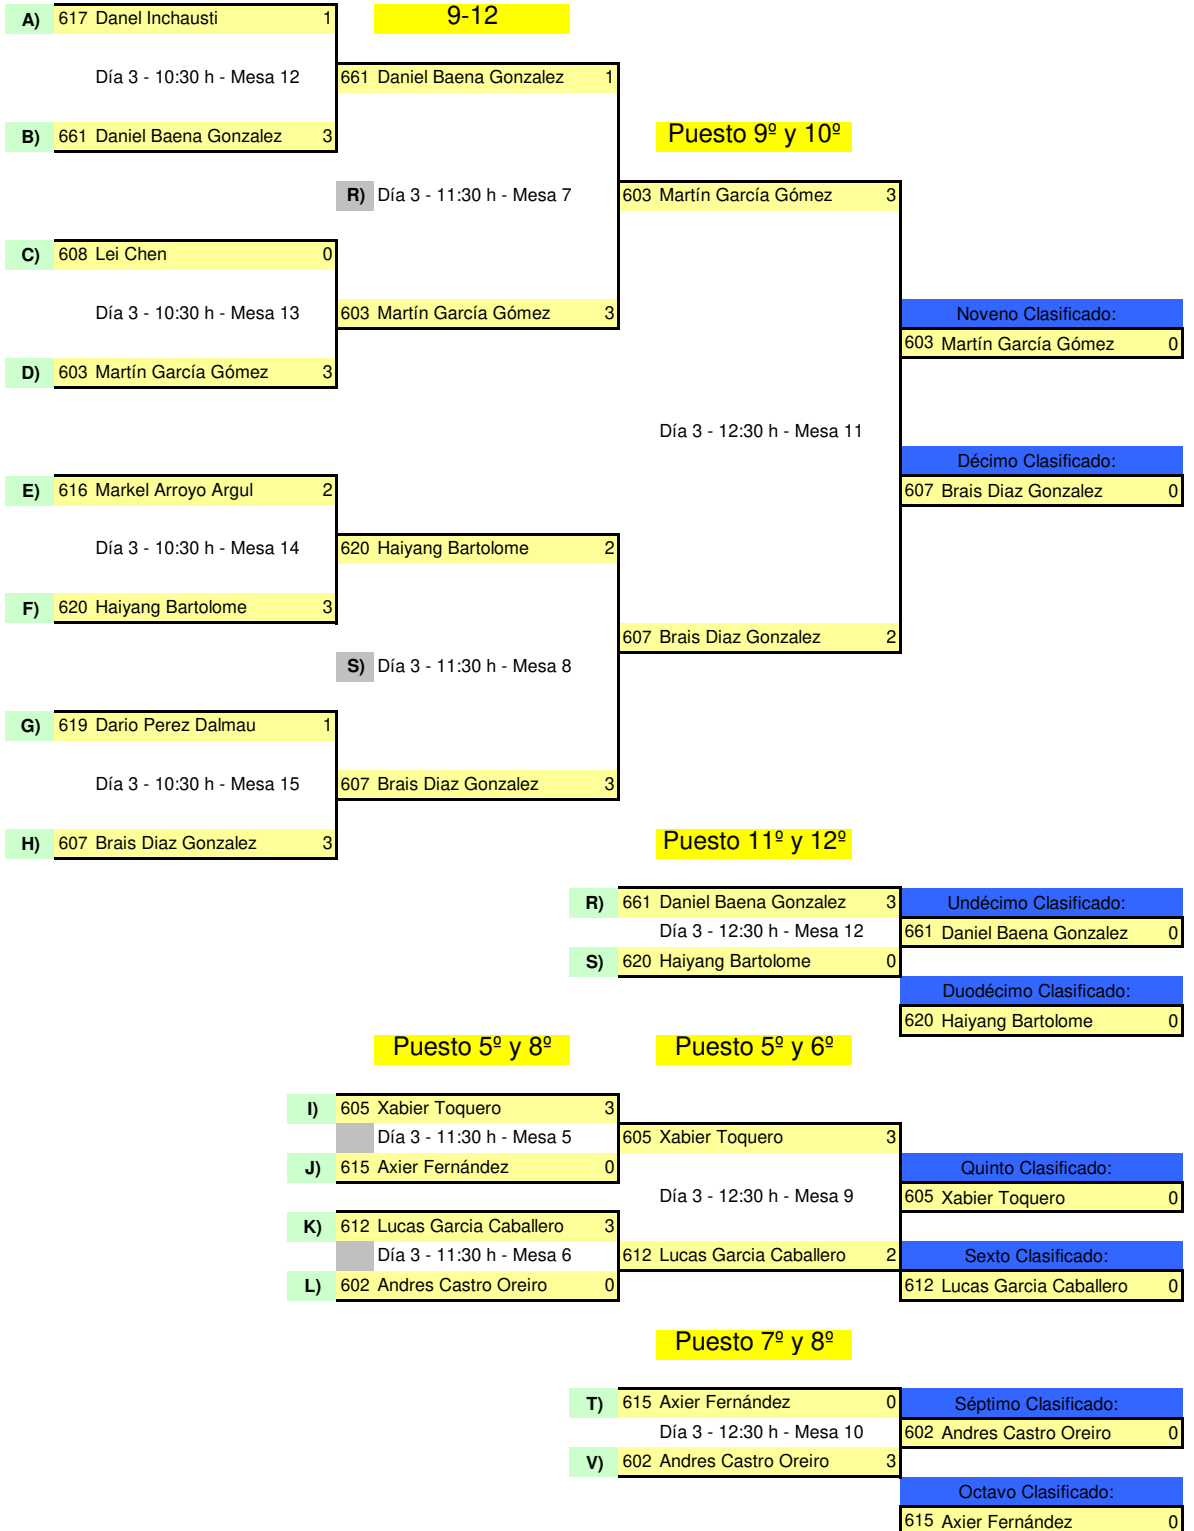 A) 617 Danel Inchausti 1
9-12
Día 3 - 10:30 h - Mesa 12
661 Daniel Baena Gonzalez 1
B) 661 Daniel Baena Gonzalez 3
Puesto 9º y 10º
R) Día 3 - 11:30 h - Mesa 7
603 Martín García Gómez 3
C) 608 Lei Chen 0
Día 3 - 10:30 h - Mesa 13
603 Martín García Gómez 3
Noveno Clasificado:
603 Martín García Gómez 0
D) 603 Martín García Gómez 3
Día 3 - 12:30 h - Mesa 11
Décimo Clasificado:
E) 616 Markel Arroyo Argul 2
607 Brais Diaz Gonzalez 0
Día 3 - 10:30 h - Mesa 14
620 Haiyang Bartolome 2
F) 620 Haiyang Bartolome 3
607 Brais Diaz Gonzalez 2
S) Día 3 - 11:30 h - Mesa 8
G) 619 Dario Perez Dalmau 1
Día 3 - 10:30 h - Mesa 15
607 Brais Diaz Gonzalez 3
H) 607 Brais Diaz Gonzalez 3
Puesto 11º y 12º
R) 661 Daniel Baena Gonzalez 3
Undécimo Clasificado:
Día 3 - 12:30 h - Mesa 12
661 Daniel Baena Gonzalez 0
S) 620 Haiyang Bartolome 0
Duodécimo Clasificado:
620 Haiyang Bartolome 0
Puesto 5º y 8º
Puesto 5º y 6º
I) 605 Xabier Toquero 3
Día 3 - 11:30 h - Mesa 5
605 Xabier Toquero 3
J) 615 Axier Fernández 0
Quinto Clasificado:
Día 3 - 12:30 h - Mesa 9
605 Xabier Toquero 0
K) 612 Lucas Garcia Caballero 3
Día 3 - 11:30 h - Mesa 6
612 Lucas Garcia Caballero 2
Sexto Clasificado:
L) 602 Andres Castro Oreiro 0
612 Lucas Garcia Caballero 0
Puesto 7º y 8º
T) 615 Axier Fernández 0
Séptimo Clasificado:
Día 3 - 12:30 h - Mesa 10
602 Andres Castro Oreiro 0
V) 602 Andres Castro Oreiro 3
Octavo Clasificado:
615 Axier Fernández 0